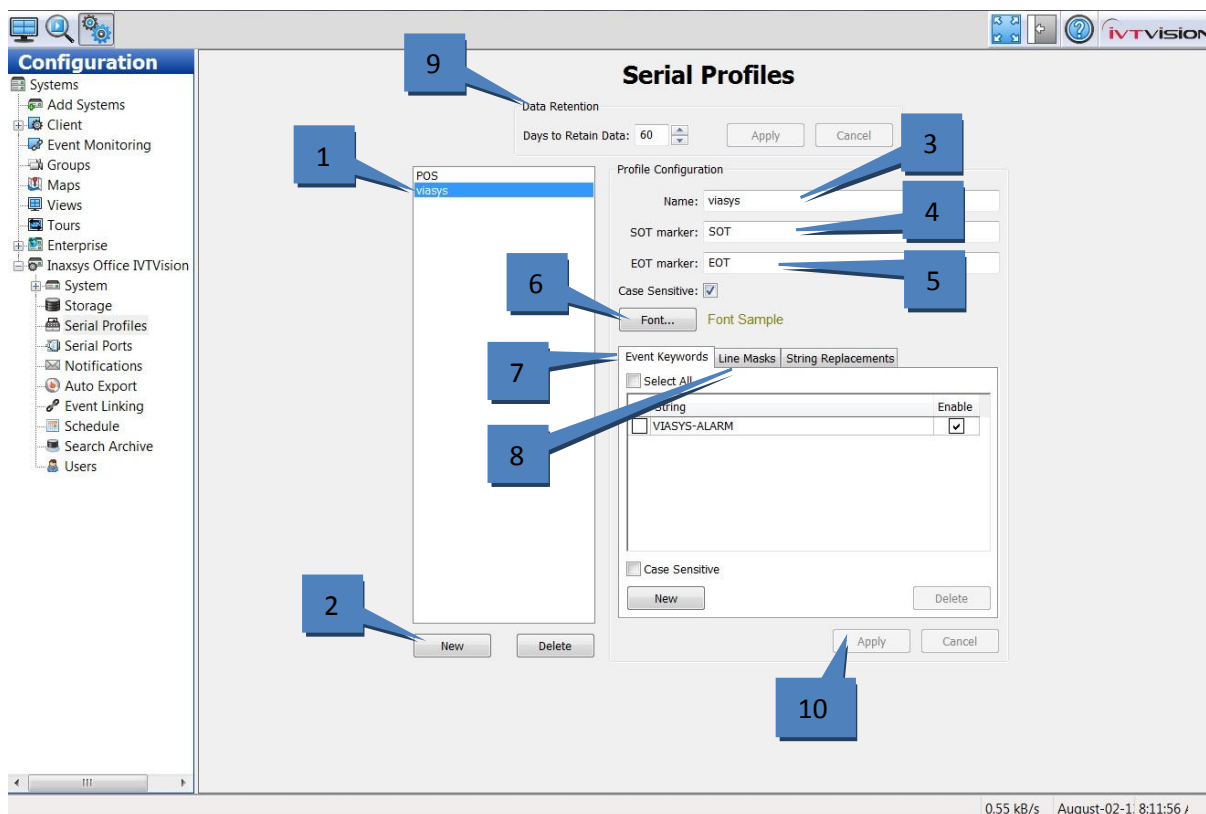 iVTVISION
Configuration
Systems
Add Systems
Client
Event Monitoring
Groups
Maps
Views
Tours
Enterprise
Inaxsys Office IVTVision
System
Storage
Serial Profiles
Serial Ports
Notifications
Auto Export
Event Linking
Schedule
Search Archive
Users
9
Serial Profiles
Data Retention
Days to Retain Data: 60 Apply Cancel
1
3
POS
viasys
Profile Configuration
Name: viasys
4
SOT marker: SOT
EOT marker: EOT
5
6
Case Sensitive:
Font... Font Sample
7
Event Keywords Line Masks String Replacements
Select All
String Enable
VIASYS-ALARM
8
Case Sensitive
New Delete
2
New Delete
Apply Cancel
10
0.55 kB/s August-02-1 8:11:56